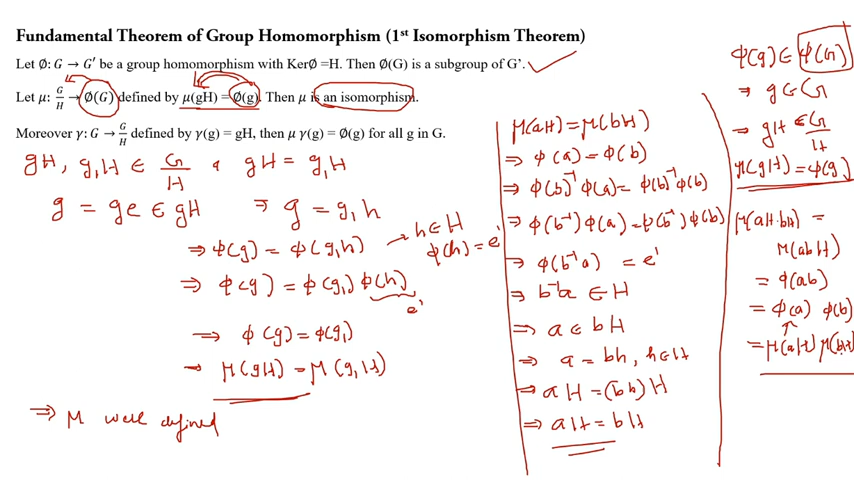 Fundamental Theorem of Group Homomorphism (1st Isomorphism Theorem)
Let Ø: G → G' be a group homomorphism with KerØ =H. Then Ø(G) is a subgroup of G'.
Let μ: G/H → Ø(G) defined by μ(gH) = Ø(g). Then μ is an isomorphism.
Moreover γ: G → G/H defined by γ(g) = gH, then μ γ(g) = Ø(g) for all g in G.
gH, g₁H ∈ G/H & gH = g₁H
g = ge ∈ gH ⇒ g = g₁h
⇒ φ(g) = φ(g₁h) → h∈H
φ(h) = e'
⇒ φ(g) = φ(g₁) φ(h)
e'
⇒ φ(g) = φ(g₁)
→ μ(gH) = μ(g₁H)
⇒ μ well defined
μ(aH) = μ(bH)
⇒ φ(a) = φ(b)
⇒ φ(b)⁻¹ φ(a) = φ(b)⁻¹ φ(b)
⇒ φ(b⁻¹) φ(a) = φ(b⁻¹) φ(b)
⇒ φ(b⁻¹a) = e'
⇒ b⁻¹a ∈ H
⇒ a ∈ bH
⇒ a = bh, h∈H
⇒ aH = (bh)H
⇒ aH = bH
φ(g) ∈ φ(G)
⇒ g ∈ G
⇒ gH ∈ G/H
μ(gH) = φ(g)
μ(aH·bH) =
μ(abH)
= φ(ab)
= φ(a) φ(b)
= μ(aH) μ(bH)